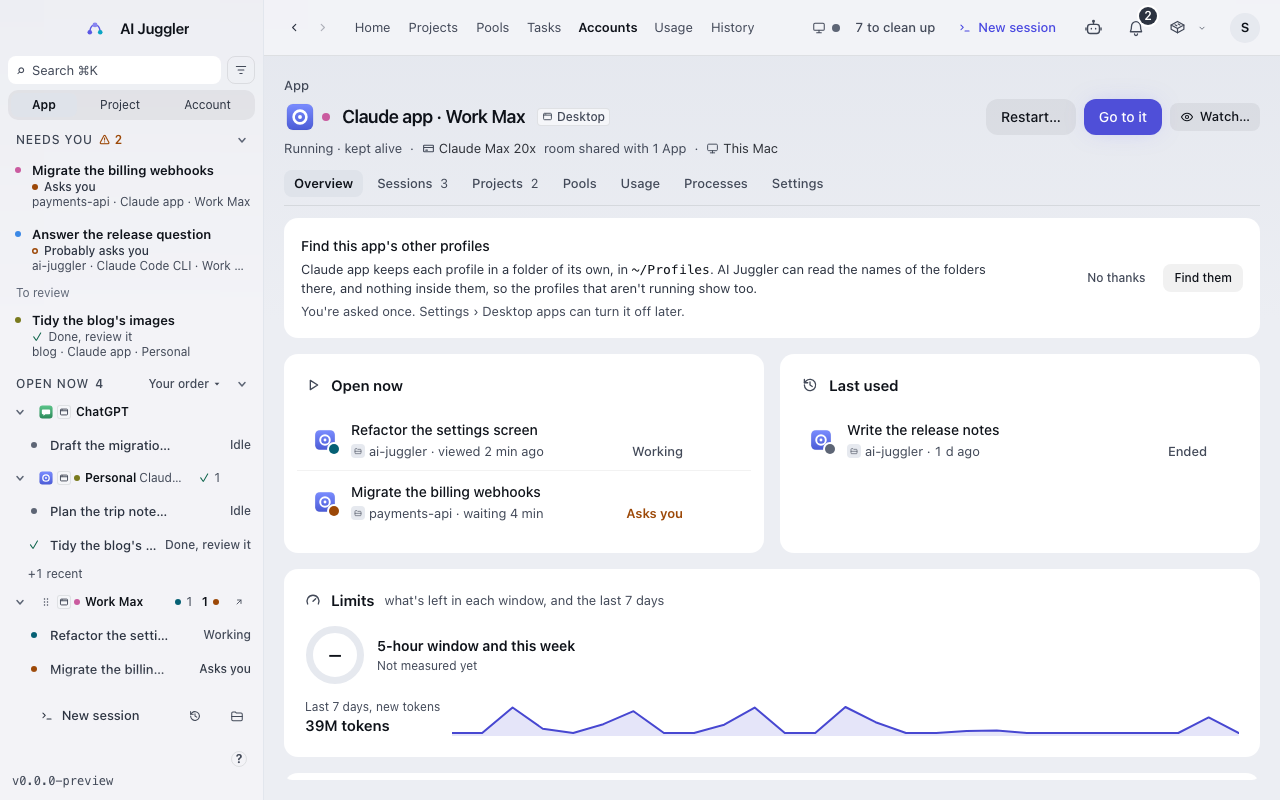 AI Juggler
Search ⌘K
App Project Account
NEEDS YOU 2
Migrate the billing webhooks
Asks you
payments-api · Claude app · Work Max
Answer the release question
Probably asks you
ai-juggler · Claude Code CLI · Work ...
To review
Tidy the blog's images
Done, review it
blog · Claude app · Personal
OPEN NOW 4 Your order
ChatGPT
Draft the migratio... Idle
Personal Claud... 1
Plan the trip note... Idle
Tidy the blog's ... Done, review it
+1 recent
Work Max 1 1
Refactor the setti... Working
Migrate the billin... Asks you
New session
?
v0.0.0-preview
Home Projects Pools Tasks Accounts Usage History
7 to clean up
New session
2
S
App
Claude app · Work Max Desktop
Restart... Go to it Watch...
Running · kept alive · Claude Max 20x room shared with 1 App · This Mac
Overview Sessions 3 Projects 2 Pools Usage Processes Settings
Find this app's other profiles
Claude app keeps each profile in a folder of its own, in ~/Profiles. AI Juggler can read the names of the folders
there, and nothing inside them, so the profiles that aren't running show too.
You're asked once. Settings › Desktop apps can turn it off later.
No thanks Find them
Open now
Refactor the settings screen
ai-juggler · viewed 2 min ago Working
Migrate the billing webhooks
payments-api · waiting 4 min Asks you
Last used
Write the release notes
ai-juggler · 1 d ago Ended
Limits what's left in each window, and the last 7 days
–
5-hour window and this week
Not measured yet
Last 7 days, new tokens
39M tokens